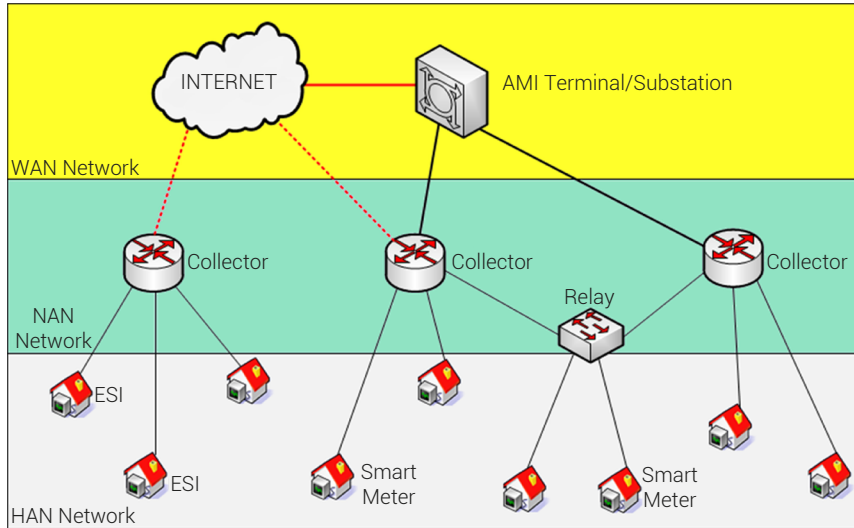 INTERNET
AMI Terminal/Substation
WAN Network
Collector
Collector
Collector
Relay
NAN
Network
ESI
ESI
Smart
Meter
Smart
Meter
HAN Network